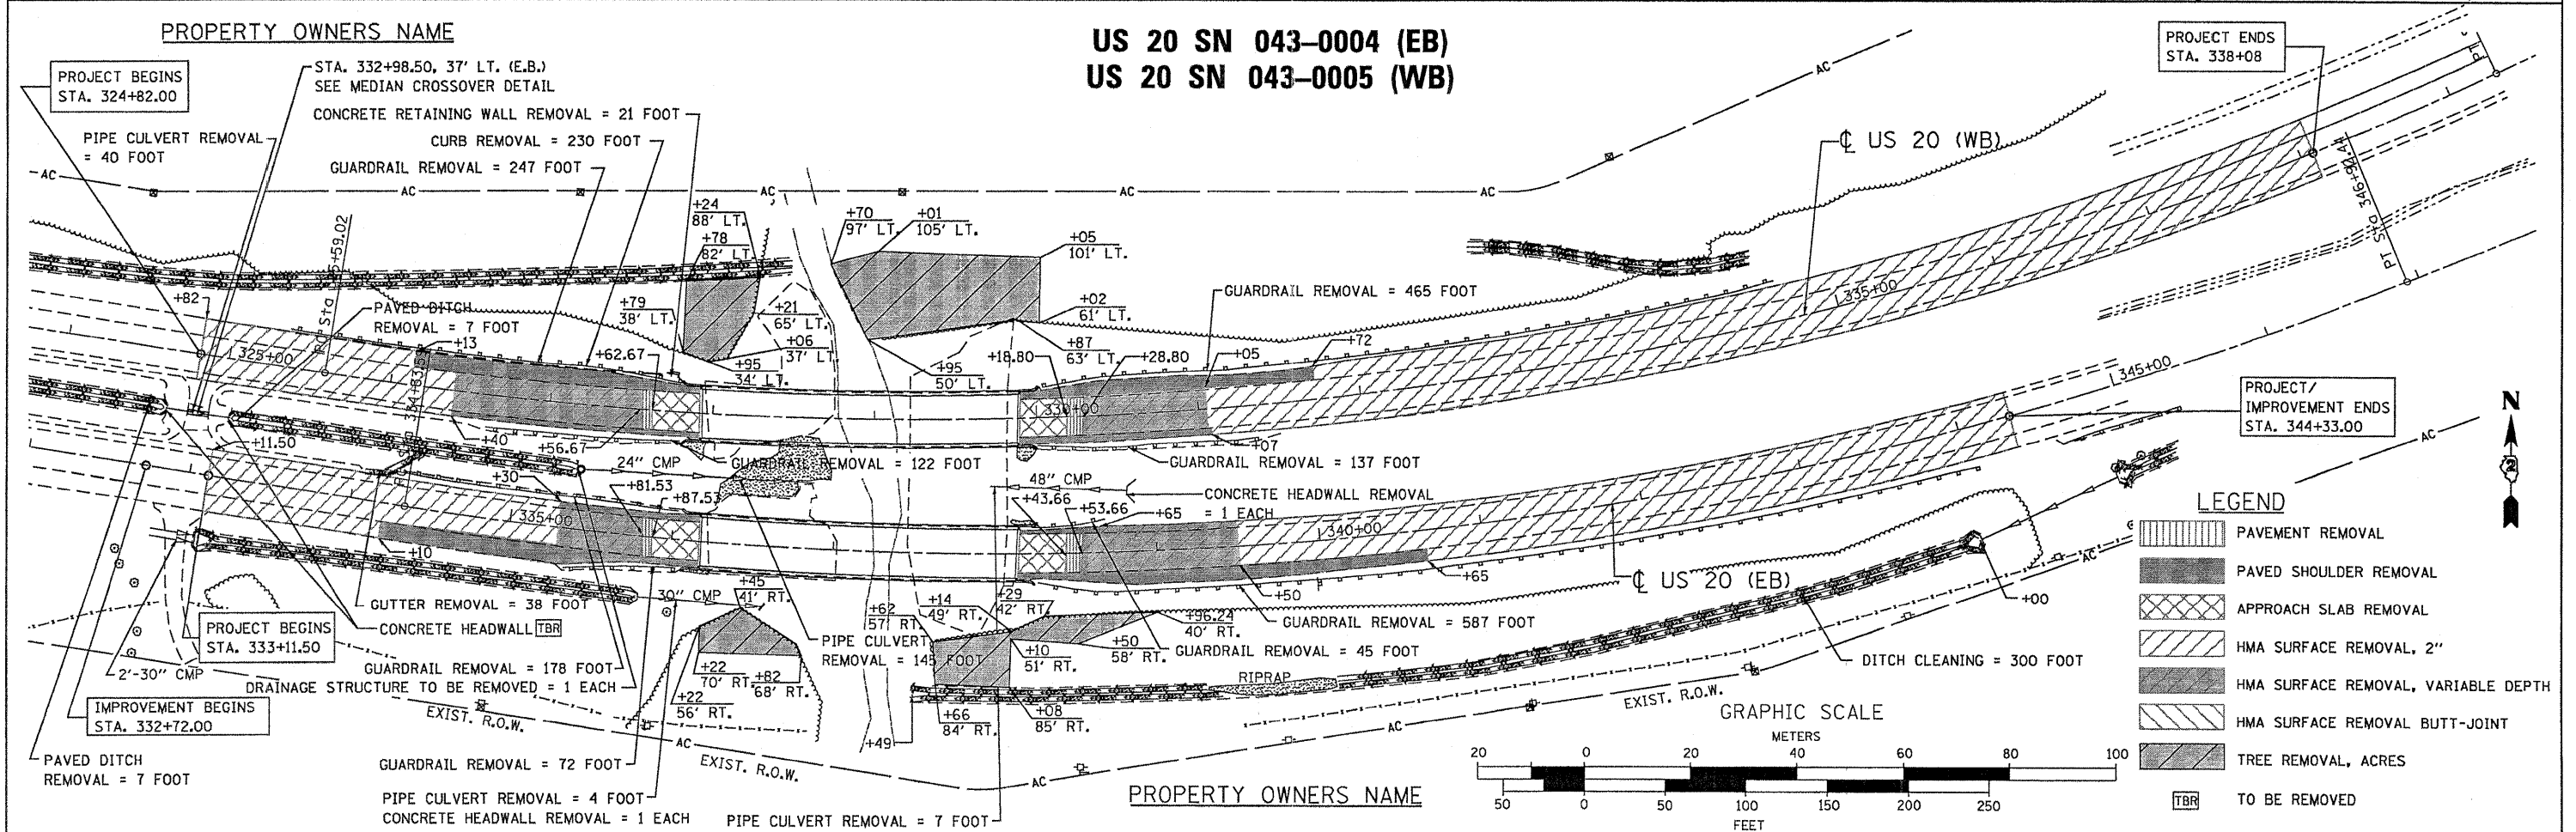 US 20 SN 043-0004 (EB)
US 20 SN 043-0005 (WB)
PROPERTY OWNERS NAME
PROJECT BEGINS
STA. 324+82.00
STA. 332+98.50, 37' LT. (E.B.)
SEE MEDIAN CROSSOVER DETAIL
CONCRETE RETAINING WALL REMOVAL = 21 FOOT
PIPE CULVERT REMOVAL
= 40 FOOT
CURB REMOVAL = 230 FOOT
GUARDRAIL REMOVAL = 247 FOOT
PROJECT ENDS
STA. 338+08
℄ US 20 (WB)
AC
AC
AC
AC
AC
AC
+24
88' LT.
+78
82' LT.
+70
97' LT.
+01
105' LT.
+05
101' LT.
+82
PAVED DITCH
REMOVAL = 7 FOOT
+79
38' LT.
+21
65' LT.
+06
37' LT.
+02
61' LT.
+87
63' LT.
GUARDRAIL REMOVAL = 465 FOOT
335+00
PT Sta 346+91.41
325+00
+13
+62.67
+95
34' LT.
+95
50' LT.
+18.80
+28.80
+05
+72
345+00
PROJECT/
IMPROVEMENT ENDS
STA. 344+33.00
330+00
+11.50
+40
+56.67
+07
24" CMP
GUARDRAIL REMOVAL = 122 FOOT
GUARDRAIL REMOVAL = 137 FOOT
+30
+81.53
+87.53
48" CMP
CONCRETE HEADWALL REMOVAL
= 1 EACH
+43.66
+53.66
+65
335+00
340+00
+10
℄ US 20 (EB)
+50
+65
+00
30" CMP
+45
41' RT.
+62
57' RT.
+14
49' RT.
+29
42' RT.
+96.24
40' RT.
GUTTER REMOVAL = 38 FOOT
CONCRETE HEADWALL TBR
PROJECT BEGINS
STA. 333+11.50
GUARDRAIL REMOVAL = 587 FOOT
PIPE CULVERT
REMOVAL = 145 FOOT
+10
51' RT.
+50
58' RT.
GUARDRAIL REMOVAL = 45 FOOT
DITCH CLEANING = 300 FOOT
2'-30" CMP
GUARDRAIL REMOVAL = 178 FOOT
DRAINAGE STRUCTURE TO BE REMOVED = 1 EACH
+22
70' RT.
+82
68' RT.
+22
56' RT.
RIPRAP
IMPROVEMENT BEGINS
STA. 332+72.00
EXIST. R.O.W.
EXIST. R.O.W.
EXIST. R.O.W.
AC
AC
AC
AC
AC
+66
84' RT.
+08
85' RT.
+49
PAVED DITCH
REMOVAL = 7 FOOT
GUARDRAIL REMOVAL = 72 FOOT
PIPE CULVERT REMOVAL = 4 FOOT
CONCRETE HEADWALL REMOVAL = 1 EACH
PIPE CULVERT REMOVAL = 7 FOOT
PROPERTY OWNERS NAME
GRAPHIC SCALE
METERS
20 0 20 40 60 80 100
50 0 50 100 150 200 250
FEET
N
2
LEGEND
PAVEMENT REMOVAL
PAVED SHOULDER REMOVAL
APPROACH SLAB REMOVAL
HMA SURFACE REMOVAL, 2"
HMA SURFACE REMOVAL, VARIABLE DEPTH
HMA SURFACE REMOVAL BUTT-JOINT
TREE REMOVAL, ACRES
TBR TO BE REMOVED